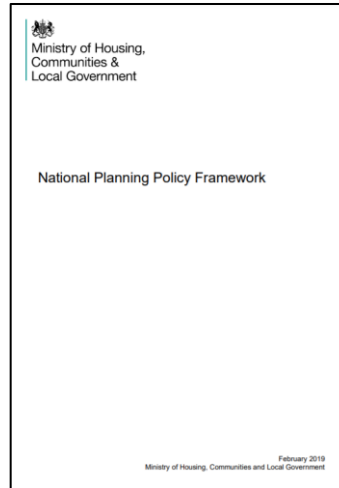 Ministry of Housing,
Communities &
Local Government
National Planning Policy Framework
February 2019
Ministry of Housing, Communities and Local Government